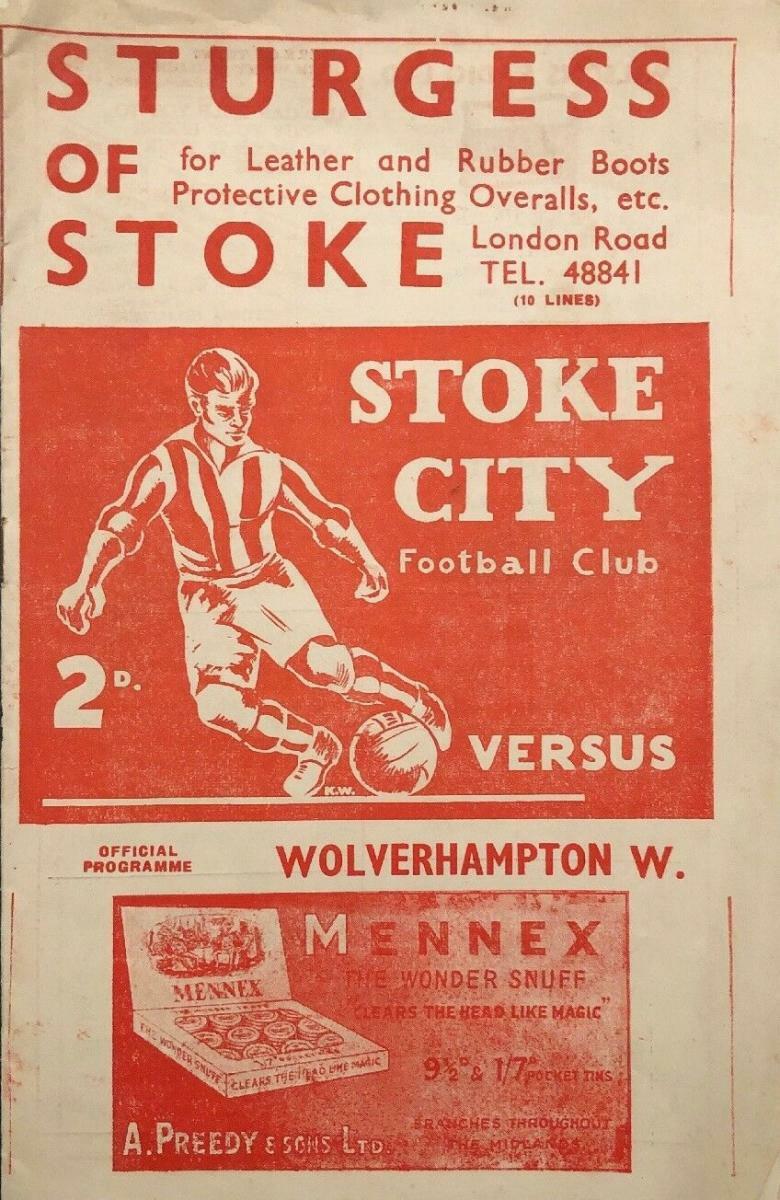 STURGESS
OF for Leather and Rubber Boots
Protective Clothing Overalls, etc.
STOKE London Road
TEL. 48841
(10 LINES)
STOKE
CITY
Football Club
2D.
VERSUS
K.W.
OFFICIAL
PROGRAMME
WOLVERHAMPTON W.
MENNEX
THE WONDER SNUFF
"CLEARS THE HEAD LIKE MAGIC"
9½D & 1/7D POCKET TINS
MENNEX
THE WONDER SNUFF
CLEARS THE HEAD LIKE MAGIC
A. PREEDY & SONS LTD.
BRANCHES THROUGHOUT
THE MIDLANDS